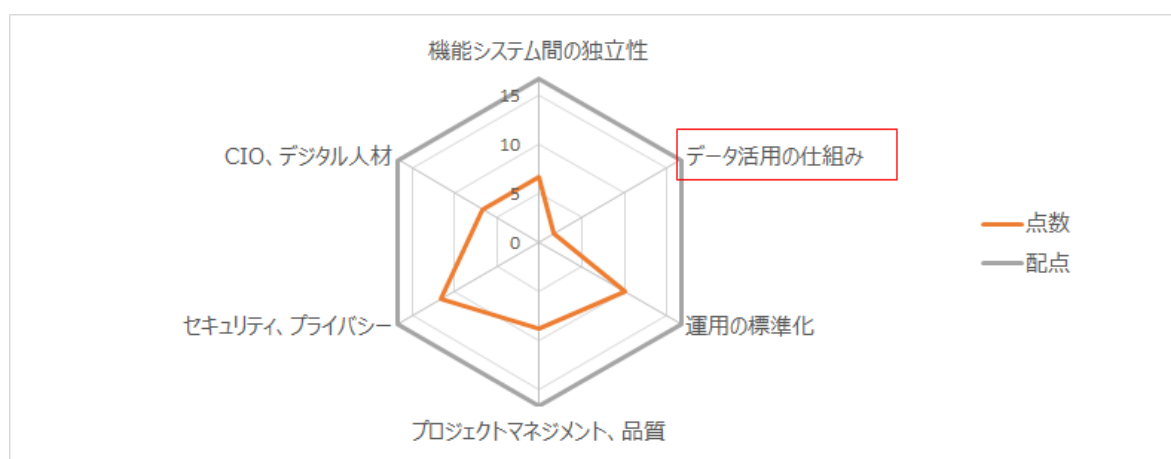 機能システム間の独立性
15
CIO、デジタル人材
データ活用の仕組み
10
5
点数
0
配点
セキュリティ、プライバシー
運用の標準化
プロジェクトマネジメント、品質